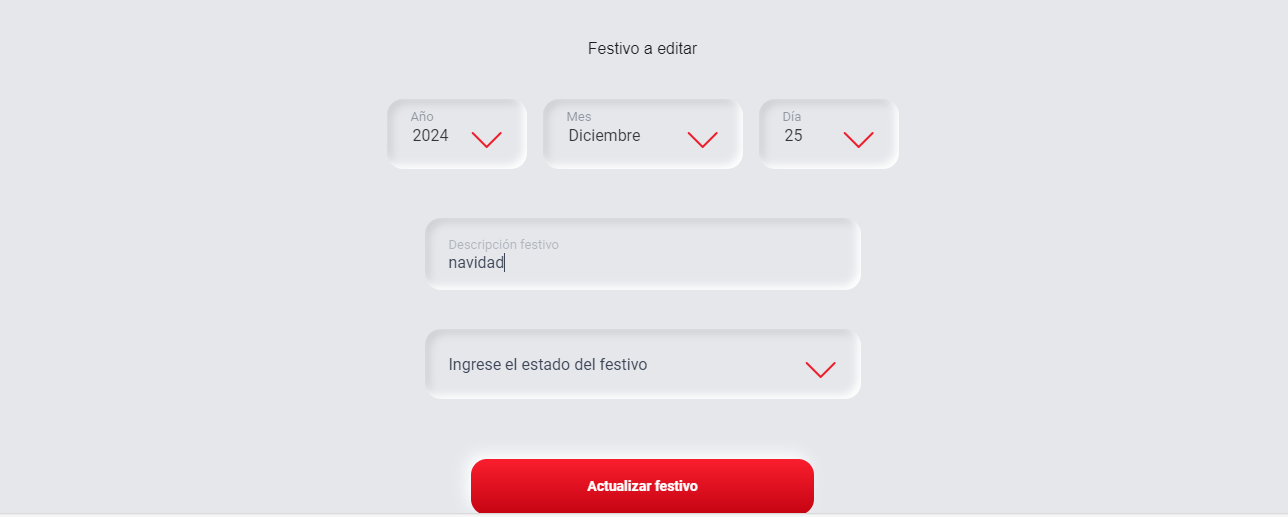 Festivo a editar
Año Mes Día
2024 Diciembre 25
Descripción festivo
navidad
Ingrese el estado del festivo
Actualizar festivo